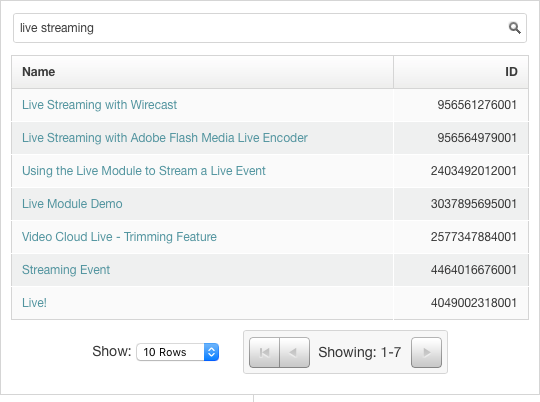 live streaming
Name ID
Live Streaming with Wirecast 956561276001
Live Streaming with Adobe Flash Media Live Encoder 956564979001
Using the Live Module to Stream a Live Event 2403492012001
Live Module Demo 3037895695001
Video Cloud Live - Trimming Feature 2577347884001
Streaming Event 4464016676001
Live! 4049002318001
Show: 10 Rows Showing: 1-7